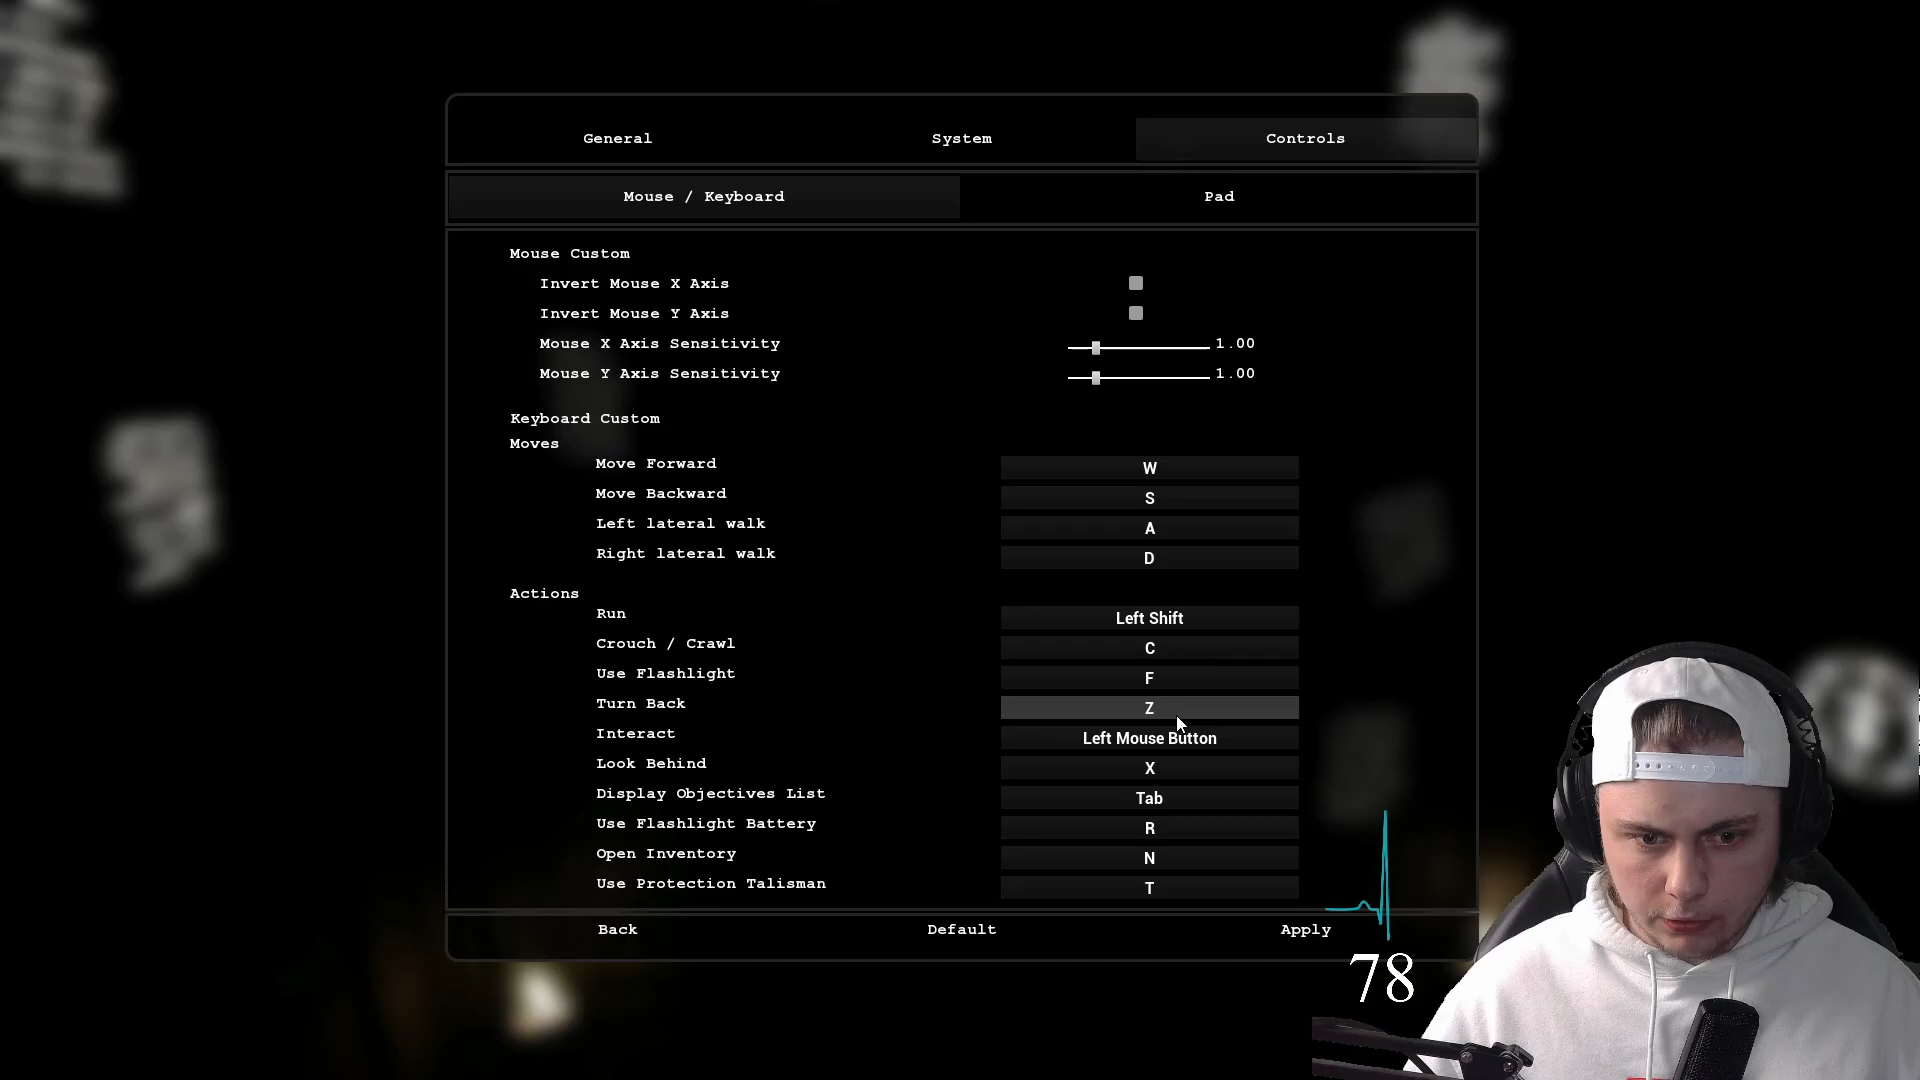 General System Controls
Mouse / Keyboard Pad
Mouse Custom
Invert Mouse X Axis
Invert Mouse Y Axis
Mouse X Axis Sensitivity 1.00
Mouse Y Axis Sensitivity 1.00
Keyboard Custom
Moves
Move Forward W
Move Backward S
Left lateral walk A
Right lateral walk D
Actions
Run Left Shift
Crouch / Crawl C
Use Flashlight F
Turn Back Z
Interact Left Mouse Button
Look Behind X
Display Objectives List Tab
Use Flashlight Battery R
Open Inventory N
Use Protection Talisman T
Back Default Apply
78